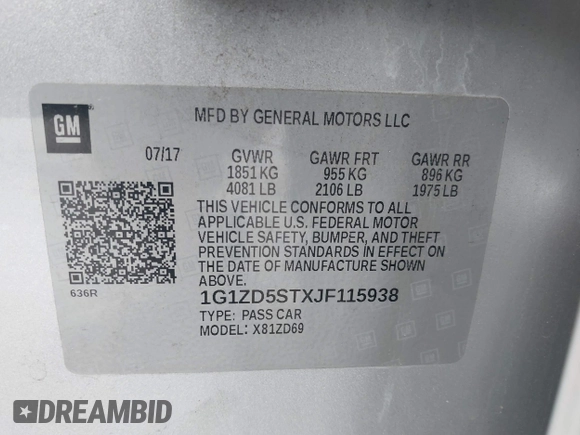 GM
MFD BY GENERAL MOTORS LLC
07/17
GVWR GAWR FRT GAWR RR
1851 KG 955 KG 896 KG
4081 LB 2106 LB 1975 LB
THIS VEHICLE CONFORMS TO ALL
APPLICABLE U.S. FEDERAL MOTOR
VEHICLE SAFETY, BUMPER, AND THEFT
PREVENTION STANDARDS IN EFFECT ON
THE DATE OF MANUFACTURE SHOWN
ABOVE.
636R
1G1ZD5STXJF115938
TYPE: PASS CAR
MODEL: X81ZD69
DREAMBID